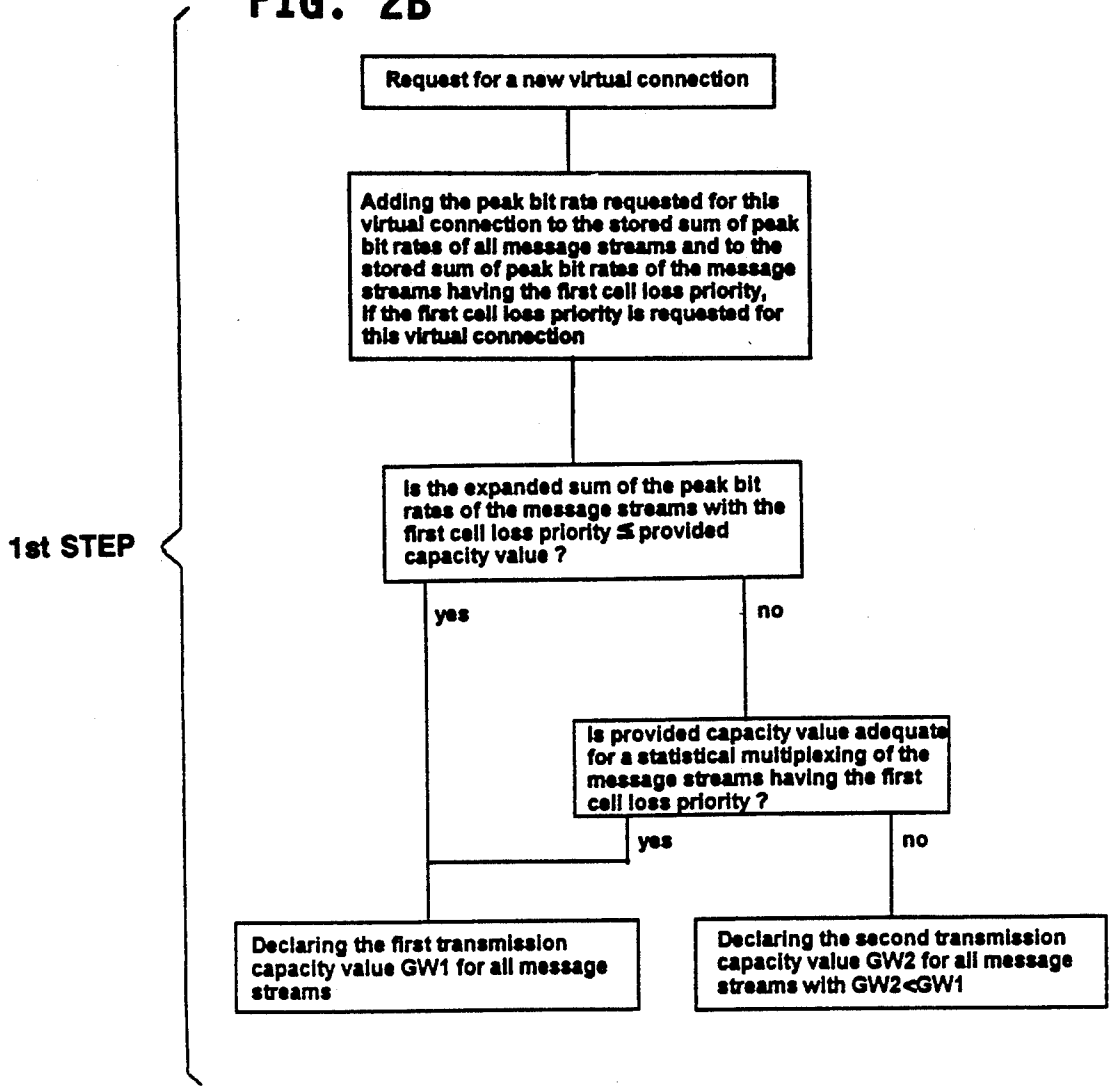 FIG. 2B
Request for a new virtual connection
Adding the peak bit rate requested for this
virtual connection to the stored sum of peak
bit rates of all message streams and to the
stored sum of peak bit rates of the message
streams having the first cell loss priority,
If the first cell loss priority is requested for
this virtual connection
Is the expanded sum of the peak bit
rates of the message streams with the
first cell loss priority ≤ provided
capacity value ?
1st STEP
yes
no
Is provided capacity value adequate
for a statistical multiplexing of the
message streams having the first
cell loss priority ?
yes
no
Declaring the first transmission
capacity value GW1 for all message
streams
Declaring the second transmission
capacity value GW2 for all message
streams with GW2<GW1